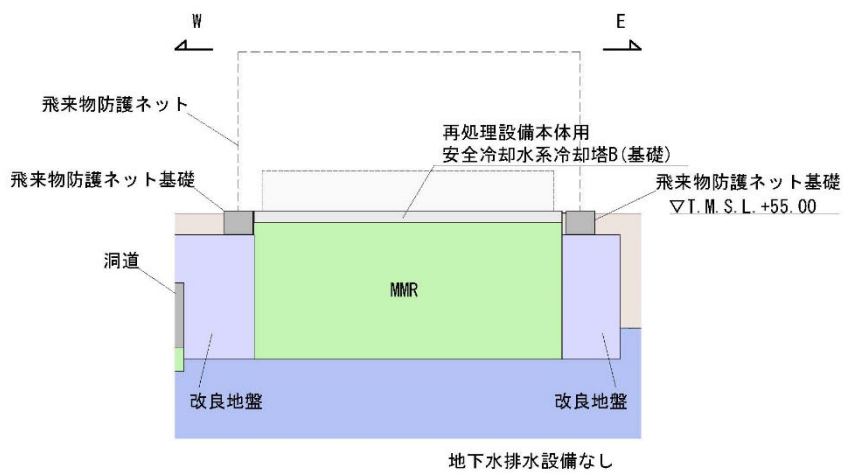 W
E
飛来物防護ネット
再処理設備本体用
安全冷却水系冷却塔B(基礎)
飛来物防護ネット基礎
飛来物防護ネット基礎
▽T.M.S.L.+55.00
洞道
MMR
改良地盤
改良地盤
地下水排水設備なし